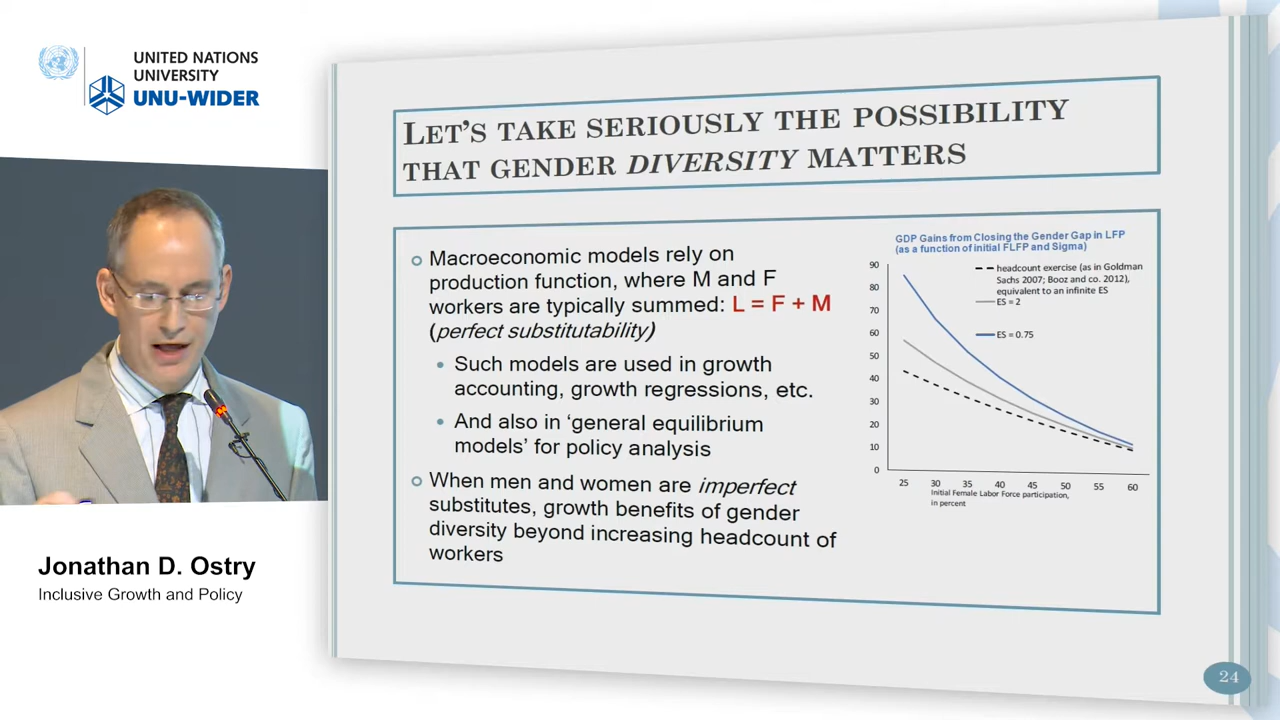 UNITED NATIONS
UNIVERSITY
UNU-WIDER
LET'S TAKE SERIOUSLY THE POSSIBILITY
THAT GENDER DIVERSITY MATTERS
Macroeconomic models rely on
production function, where M and F
workers are typically summed: L = F + M
(perfect substitutability)
Such models are used in growth
accounting, growth regressions, etc.
And also in 'general equilibrium
models' for policy analysis
When men and women are imperfect
substitutes, growth benefits of gender
diversity beyond increasing headcount of
workers
GDP Gains from Closing the Gender Gap in LFP
(as a function of initial FLFP and Sigma)
headcount exercise (as in Goldman
Sachs 2007; Booz and co. 2012),
equivalent to an infinite ES
ES = 2
ES = 0.75
90
80
70
60
50
40
30
20
10
0
25 30 35 40 45 50 55 60
Initial Female Labor Force participation,
in percent
Jonathan D. Ostry
Inclusive Growth and Policy
24